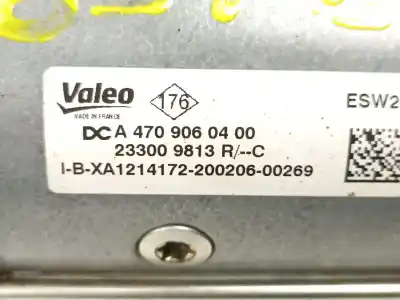 Valeo
176
ESW2
MADE IN FRANCE
DC A 470 906 04 00
23300 9813 R/--C
I-B-XA1214172-200206-00269